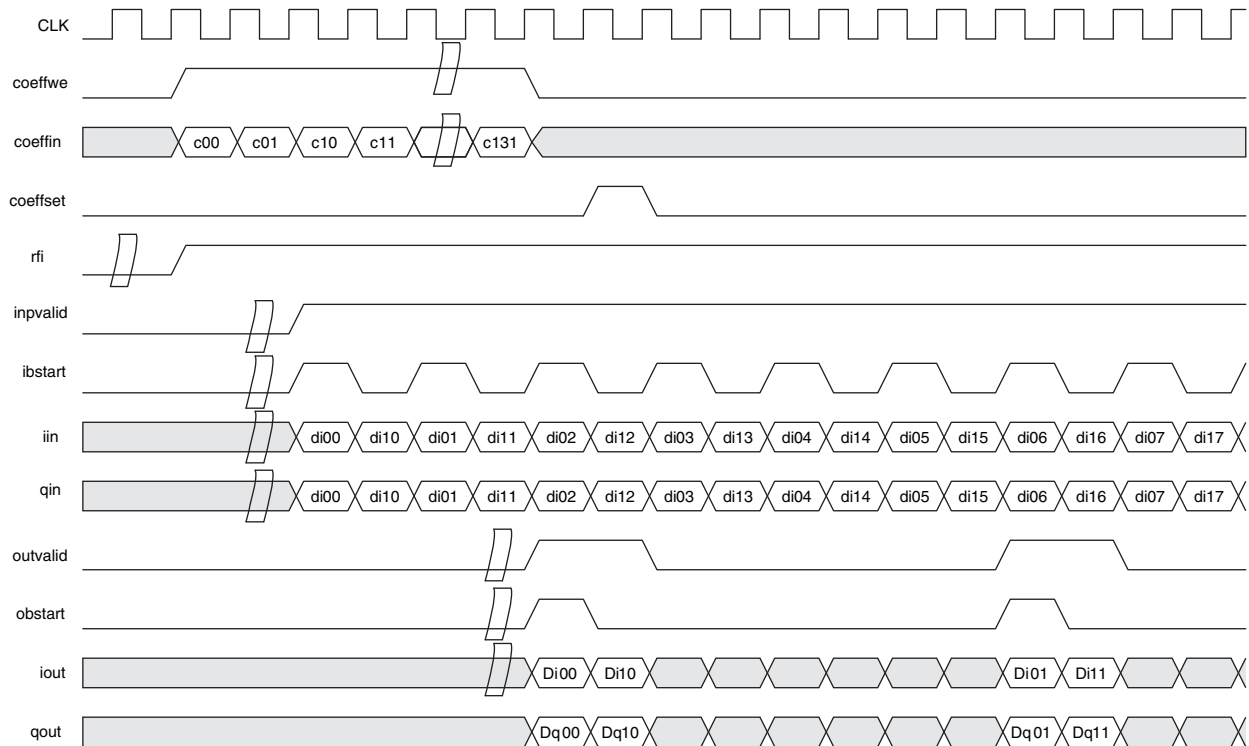 CLK
coeffwe
coeffin c00 c01 c10 c11 c131
coeffset
rfi
inpvalid
ibstart
iin di00 di10 di01 di11 di02 di12 di03 di13 di04 di14 di05 di15 di06 di16 di07 di17
qin di00 di10 di01 di11 di02 di12 di03 di13 di04 di14 di05 di15 di06 di16 di07 di17
outvalid
obstart
iout Di00 Di10 Di01 Di11
qout Dq00 Dq10 Dq01 Dq11